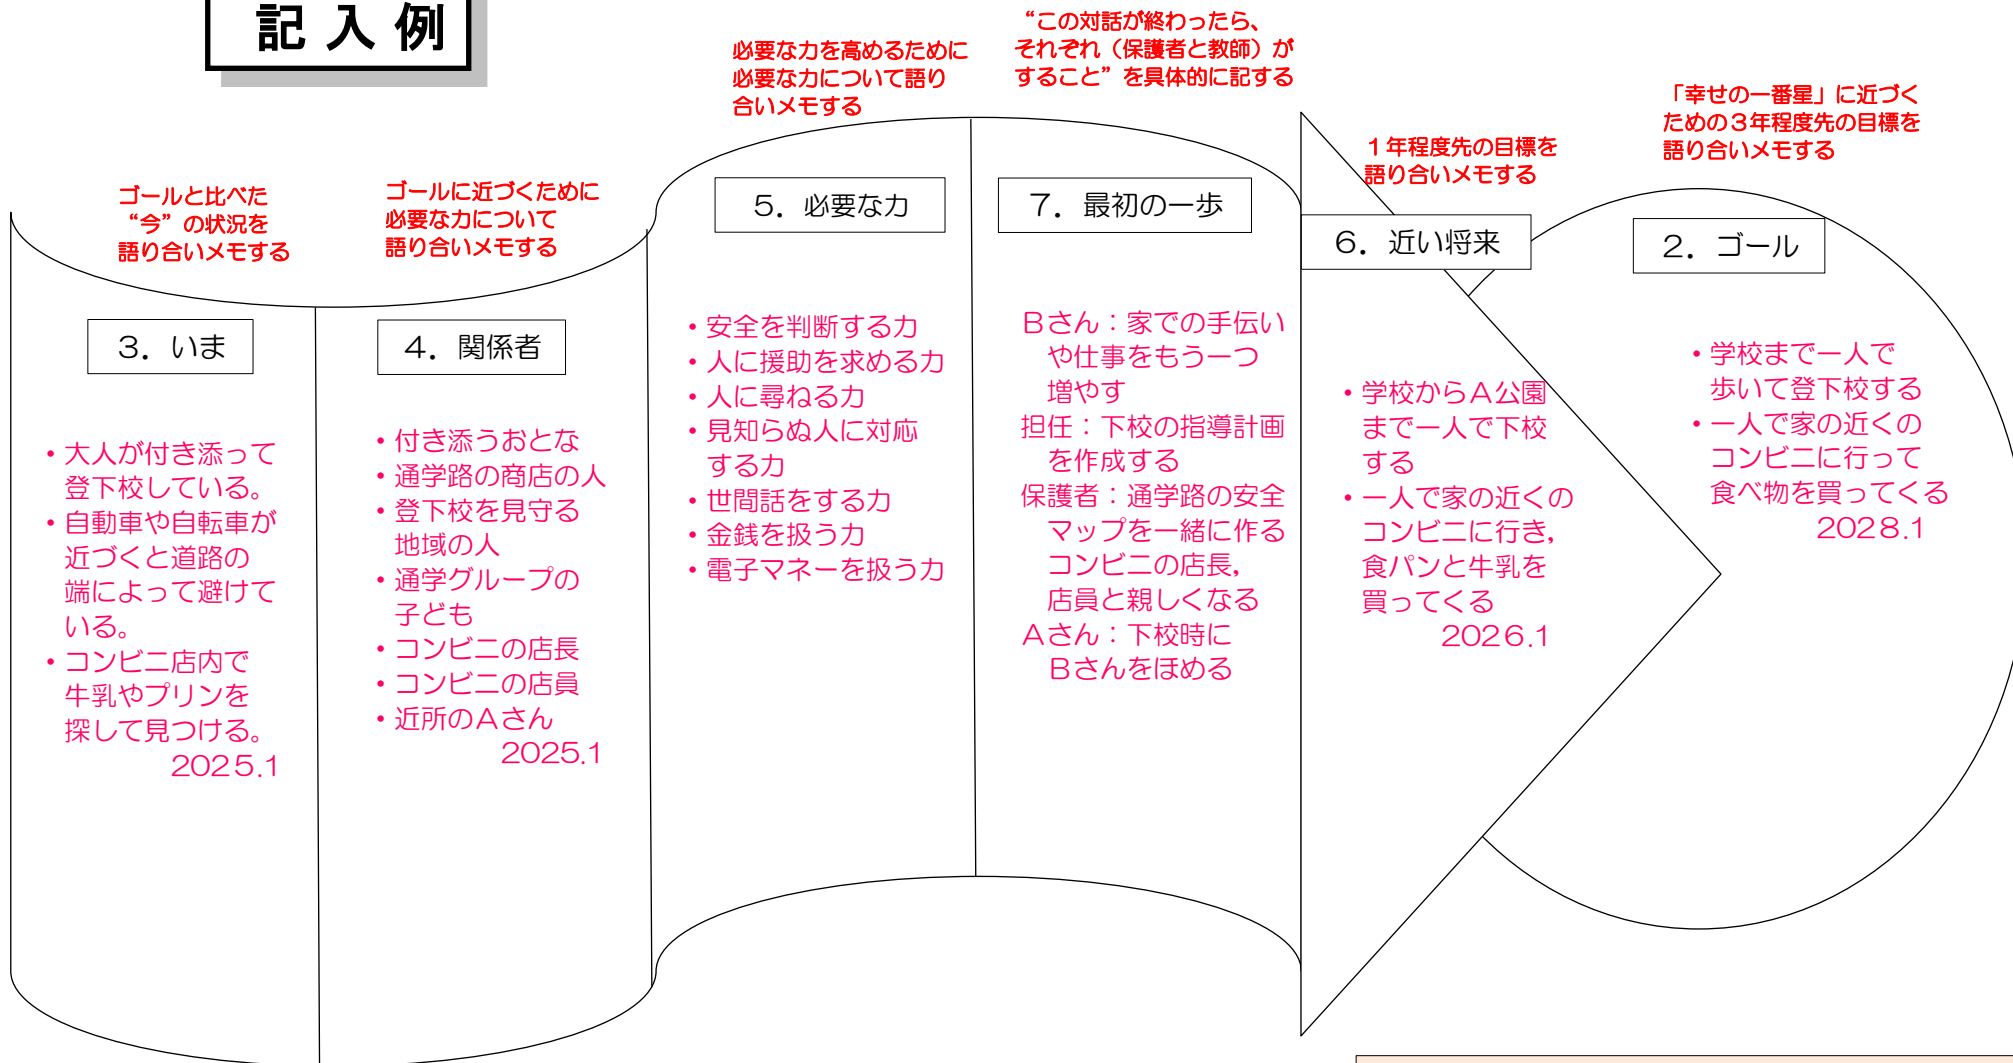 記入例
ゴールと比べた
“今”の状況を
語り合いメモする
3．いま
・大人が付き添って
登下校している。
・自動車や自転車が
近づくと道路の
端によって避けて
いる。
・コンビニ店内で
牛乳やプリンを
探して見つける。
2025.1
ゴールに近づくために
必要な力について
語り合いメモする
4．関係者
・付き添うおとな
・通学路の商店の人
・登下校を見守る
地域の人
・通学グループの
子ども
・コンビニの店長
・コンビニの店員
・近所のAさん
2025.1
必要な力を高めるために
必要な力について語り
合いメモする
5．必要な力
・安全を判断する力
・人に援助を求める力
・人に尋ねる力
・見知らぬ人に対応
する力
・世間話をする力
・金銭を扱う力
・電子マネーを扱う力
“この対話が終わったら、
それぞれ（保護者と教師）が
すること”を具体的に記する
7．最初の一歩
Bさん：家での手伝い
や仕事をもう一つ
増やす
担任：下校の指導計画
を作成する
保護者：通学路の安全
マップを一緒に作る
コンビニの店長，
店員と親しくなる
Aさん：下校時に
Bさんをほめる
1年程度先の目標を
語り合いメモする
6．近い将来
・学校からA公園
まで一人で下校
する
・一人で家の近くの
コンビニに行き，
食パンと牛乳を
買ってくる
2026.1
「幸せの一番星」に近づく
ための3年程度先の目標を
語り合いメモする
2．ゴール
・学校まで一人で
歩いて登下校する
・一人で家の近くの
コンビニに行って
食べ物を買ってくる
2028.1